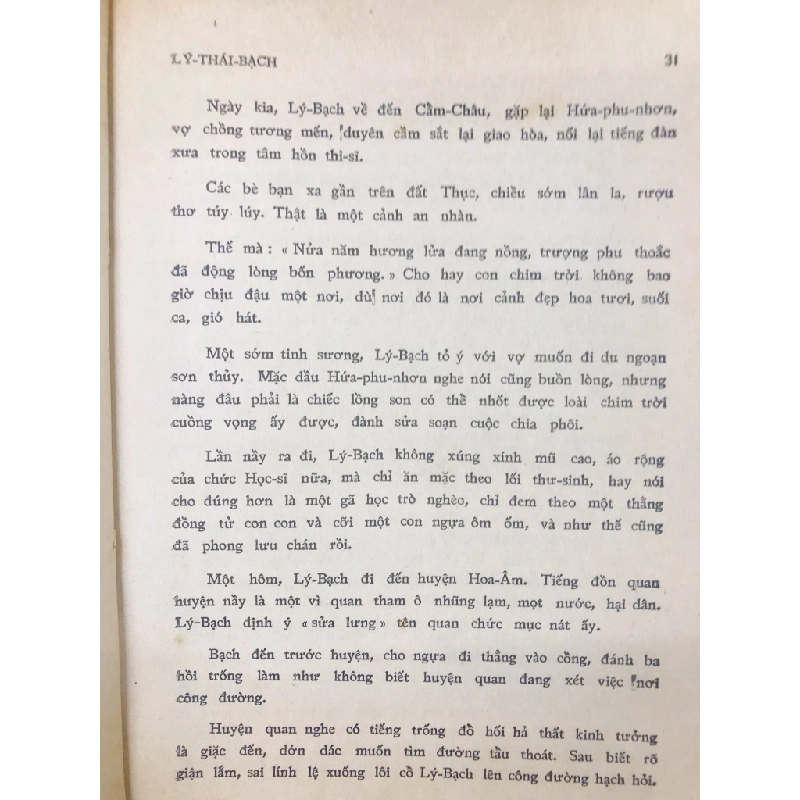 LÝ-THÁI-BẠCH 31
Ngày kia, Lý-Bạch về đến Cầm-Châu, gặp lại Hứa-phu-nhơn,
vợ chồng tương mến, duyên cầm sắt lại giao hòa, nối lại tiếng đàn
xưa trong tâm hồn thi-sĩ.
Các bè bạn xa gần trên đất Thục, chiều sớm lân la, rượu
thơ túy lúy. Thật là một cảnh an nhàn.
Thế mà : « Nửa năm hương lửa đang nồng, trượng phu thoắc
đã động lòng bốn phương. » Cho hay con chim trời không bao
giờ chịu đậu một nơi, dù nơi đó là nơi cảnh đẹp hoa tươi, suối
ca, gió hát.
Một sớm tinh sương, Lý-Bạch tỏ ý với vợ muốn đi du ngoạn
sơn thủy. Mặc dầu Hứa-phu-nhơn nghe nói cũng buồn lòng, nhưng
nàng đâu phải là chiếc lồng son có thể nhốt được loài chim trời
cuồng vọng ấy được, đành sửa soạn cuộc chia phôi.
Lần nầy ra đi, Lý-Bạch không xúng xính mũ cao, áo rộng
của chức Học-sĩ nữa, mà chỉ ăn mặc theo lối thư-sinh, hay nói
cho đúng hơn là một gã học trò nghèo, chỉ đem theo một thằng
đồng tử con con và cỡi một con ngựa ôm ốm, và như thế cũng
đã phong lưu chán rồi.
Một hôm, Lý-Bạch đi đến huyện Hoa-Âm. Tiếng đồn quan
huyện nầy là một vì quan tham ô những lạm, mọt nước, hại dân.
Lý-Bạch định ý « sửa lưng » tên quan chức mục nát ấy.
Bạch đến trước huyện, cho ngựa đi thẳng vào cổng, đánh ba
hồi trống làm như không biết huyện quan đang xét việc nơi
công đường.
Huyện quan nghe có tiếng trống đổ hối hả thất kinh tưởng
là giặc đến, dớn dác muốn tìm đường tẩu thoát. Sau biết rõ
giận lắm, sai lính lệ xuống lôi cổ Lý-Bạch lên công đường hạch hỏi.